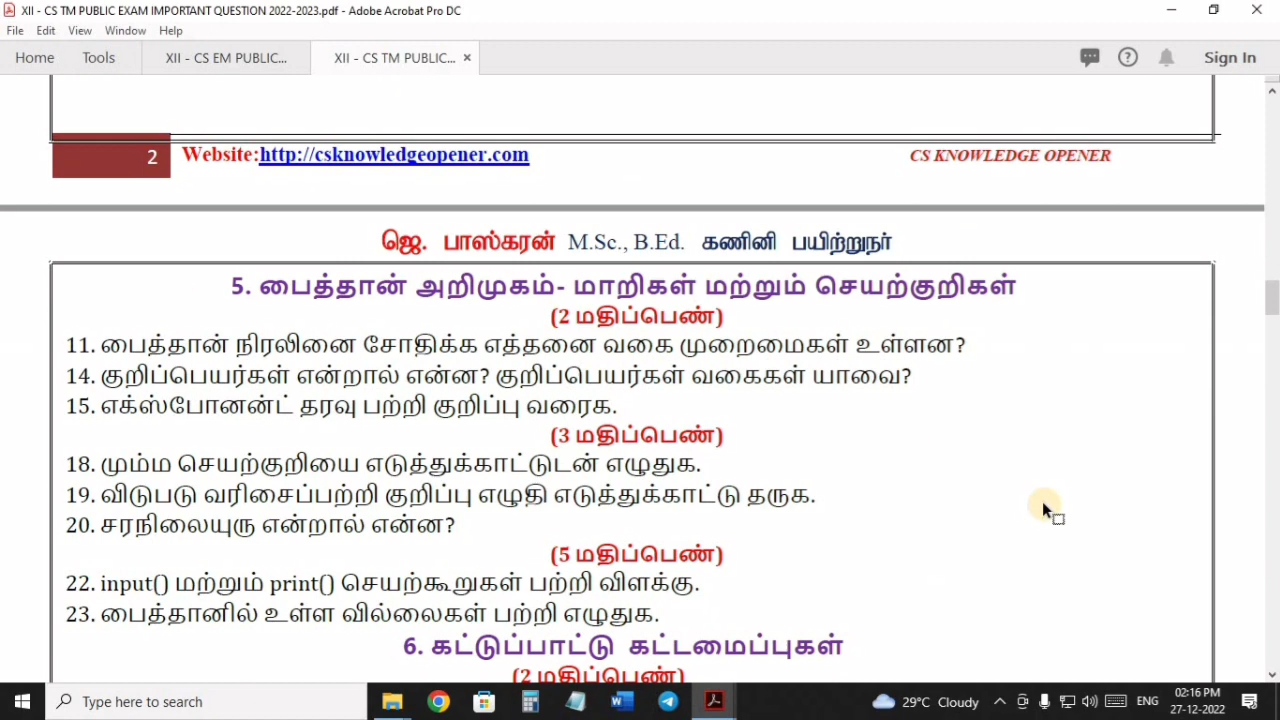 XII - CS TM PUBLIC EXAM IMPORTANT QUESTION 2022-2023.pdf - Adobe Acrobat Pro DC
File Edit View Window Help
Home Tools XII - CS EM PUBLIC... XII - CS TM PUBLIC... × Sign In
2 Website:http://csknowledgeopener.com CS KNOWLEDGE OPENER
ஜெ. பாஸ்கரன் M.Sc., B.Ed. கணினி பயிற்றுநர்
5. பைத்தான் அறிமுகம்- மாறிகள் மற்றும் செயற்குறிகள்
(2 மதிப்பெண்)
11. பைத்தான் நிரலினை சோதிக்க எத்தனை வகை முறைமைகள் உள்ளன?
14. குறிப்பெயர்கள் என்றால் என்ன? குறிப்பெயர்கள் வகைகள் யாவை?
15. எக்ஸ்போனன்ட் தரவு பற்றி குறிப்பு வரைக.
(3 மதிப்பெண்)
18. மும்ம செயற்குறியை எடுத்துக்காட்டுடன் எழுதுக.
19. விடுபடு வரிசைப்பற்றி குறிப்பு எழுதி எடுத்துக்காட்டு தருக.
20. சரநிலையுரு என்றால் என்ன?
(5 மதிப்பெண்)
22. input() மற்றும் print() செயற்கூறுகள் பற்றி விளக்கு.
23. பைத்தானில் உள்ள வில்லைகள் பற்றி எழுதுக.
6. கட்டுப்பாட்டு கட்டமைப்புகள்
(2 மதிப்பெண்)
Type here to search 29°C Cloudy ENG 02:16 PM
27-12-2022